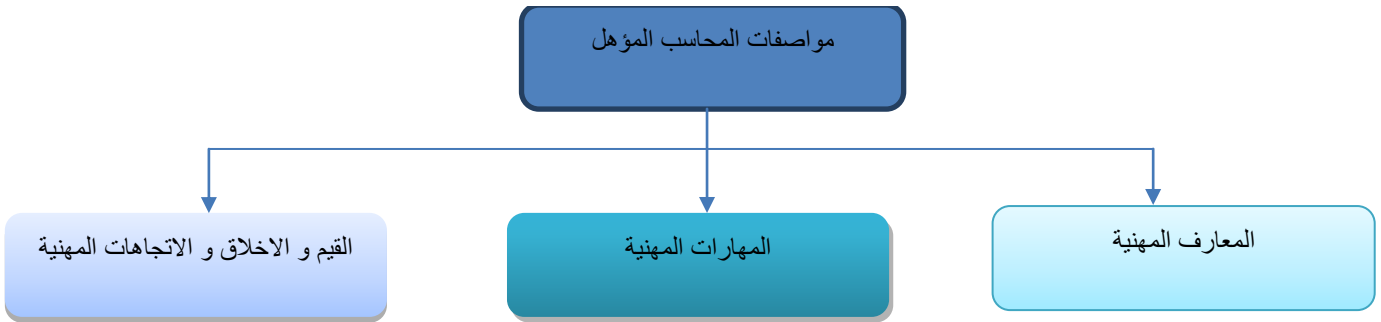 مواصفات المحاسب المؤهل
المعارف المهنية
المهارات المهنية
القيم و الاخلاق و الاتجاهات المهنية